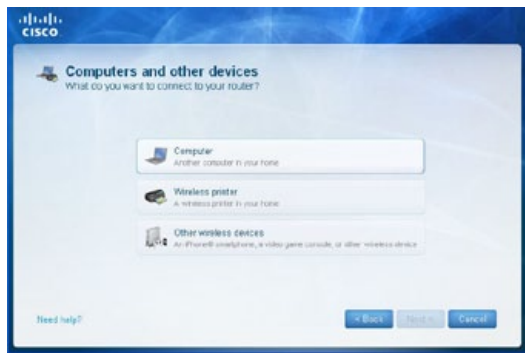 CISCO
Computers and other devices
What do you want to connect to your router?
Computer
Another computer in your home
Wireless printer
A wireless printer in your home
Other wireless devices
An iPhone® smartphone, a video game console, or other wireless device
Need help?
< Back
Next >
Cancel